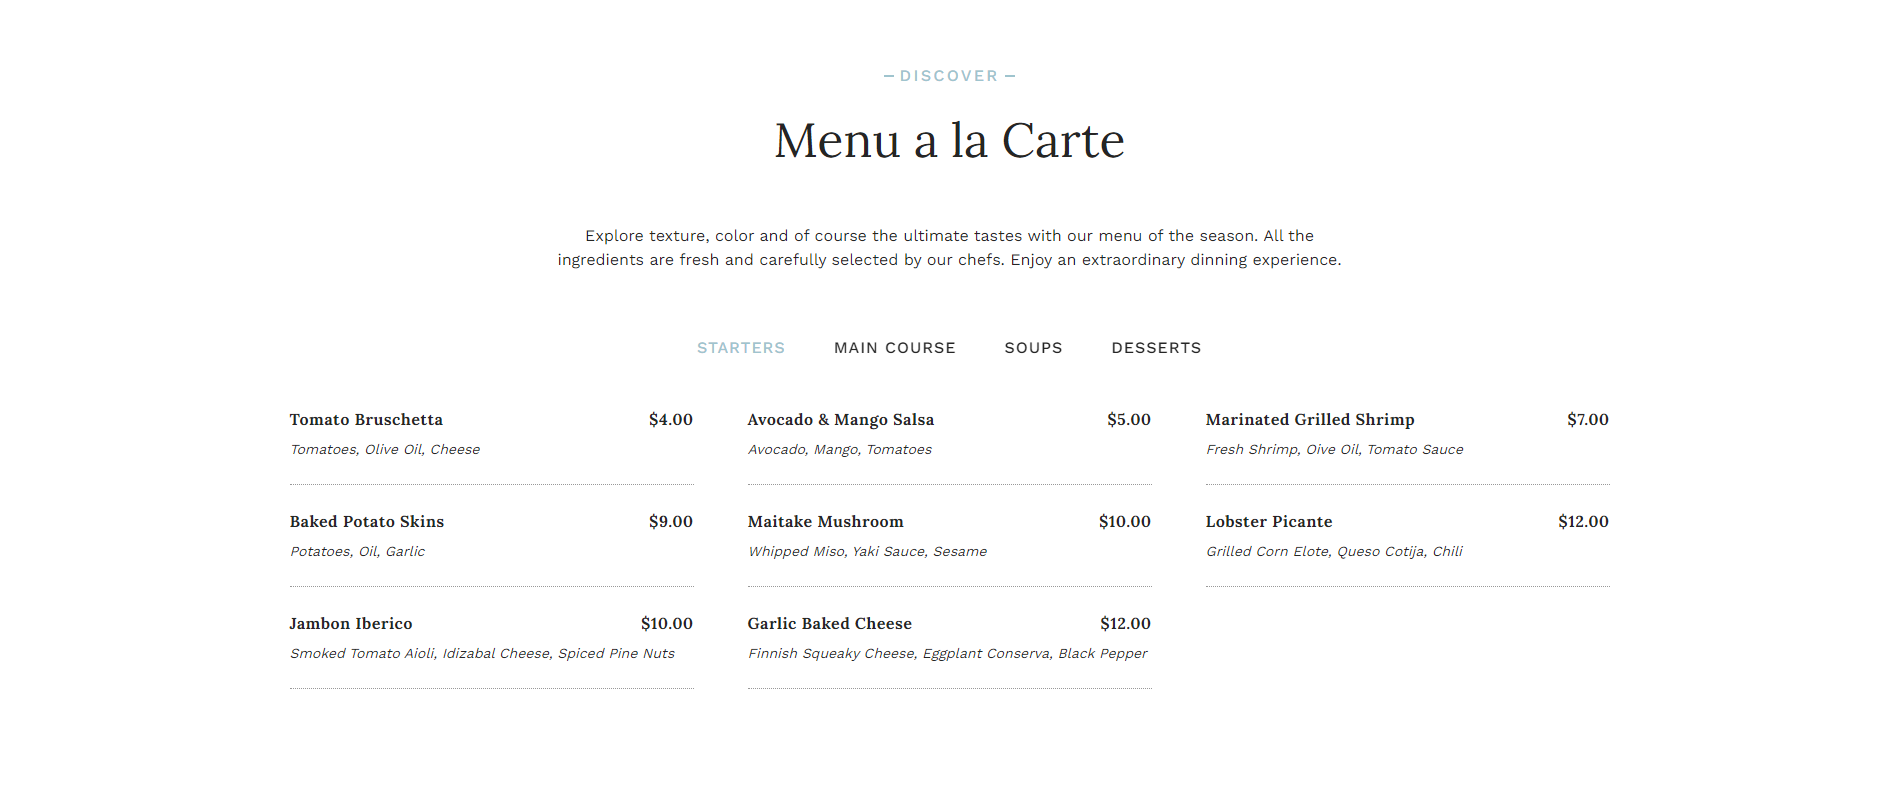 DISCOVER
Menu a la Carte
Explore texture, color and of course the ultimate tastes with our menu of the season. All the
ingredients are fresh and carefully selected by our chefs. Enjoy an extraordinary dinning experience.
STARTERS MAIN COURSE SOUPS DESSERTS
Tomato Bruschetta $4.00
Tomatoes, Olive Oil, Cheese
Avocado & Mango Salsa $5.00
Avocado, Mango, Tomatoes
Marinated Grilled Shrimp $7.00
Fresh Shrimp, Oive Oil, Tomato Sauce
Baked Potato Skins $9.00
Potatoes, Oil, Garlic
Maitake Mushroom $10.00
Whipped Miso, Yaki Sauce, Sesame
Lobster Picante $12.00
Grilled Corn Elote, Queso Cotija, Chili
Jambon Iberico $10.00
Smoked Tomato Aioli, Idizabal Cheese, Spiced Pine Nuts
Garlic Baked Cheese $12.00
Finnish Squeaky Cheese, Eggplant Conserva, Black Pepper